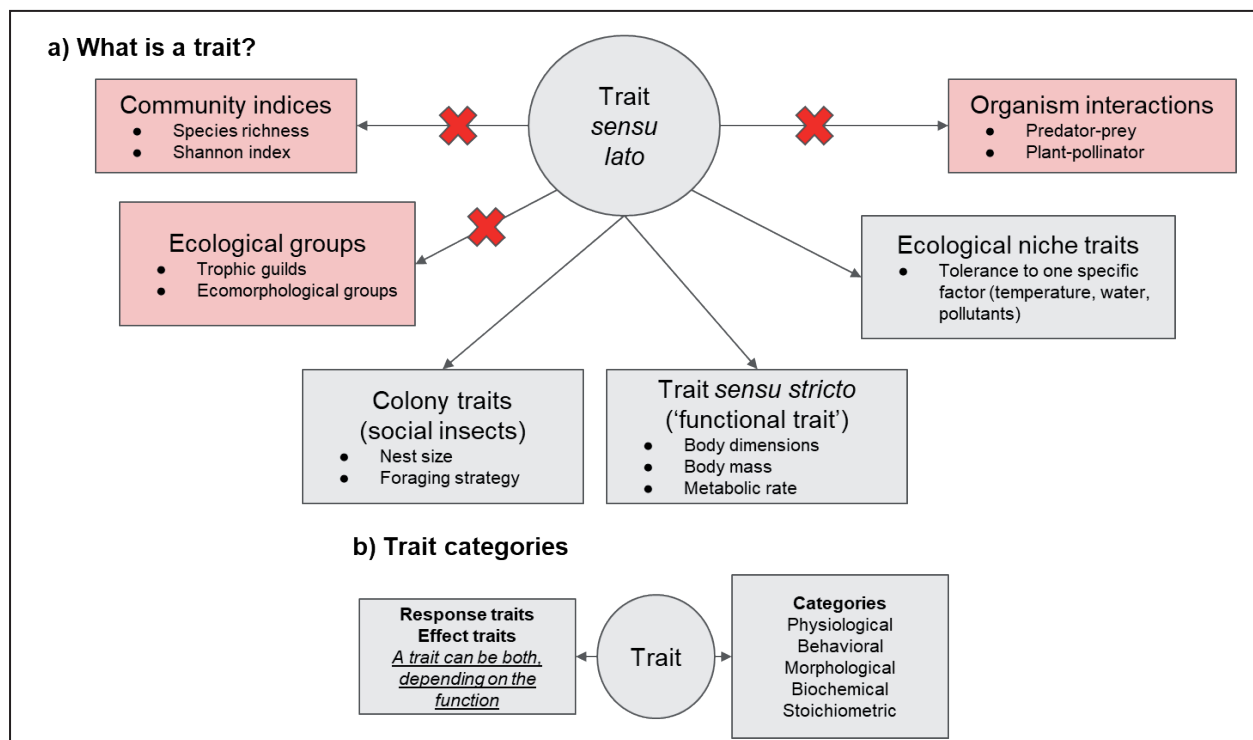 a) What is a trait?
Community indices
● Species richness
● Shannon index
Trait
sensu
lato
Organism interactions
● Predator-prey
● Plant-pollinator
Ecological groups
● Trophic guilds
● Ecomorphological groups
Ecological niche traits
● Tolerance to one specific
factor (temperature, water,
pollutants)
Colony traits
(social insects)
● Nest size
● Foraging strategy
Trait sensu stricto
(‘functional trait’)
● Body dimensions
● Body mass
● Metabolic rate
b) Trait categories
Response traits
Effect traits
A trait can be both,
depending on the
function
Trait
Categories
Physiological
Behavioral
Morphological
Biochemical
Stoichiometric